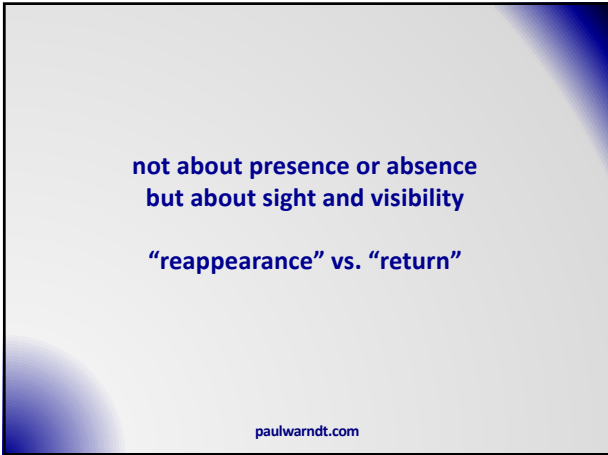 not about presence or absence
but about sight and visibility
“reappearance” vs. “return”
paulwarndt.com